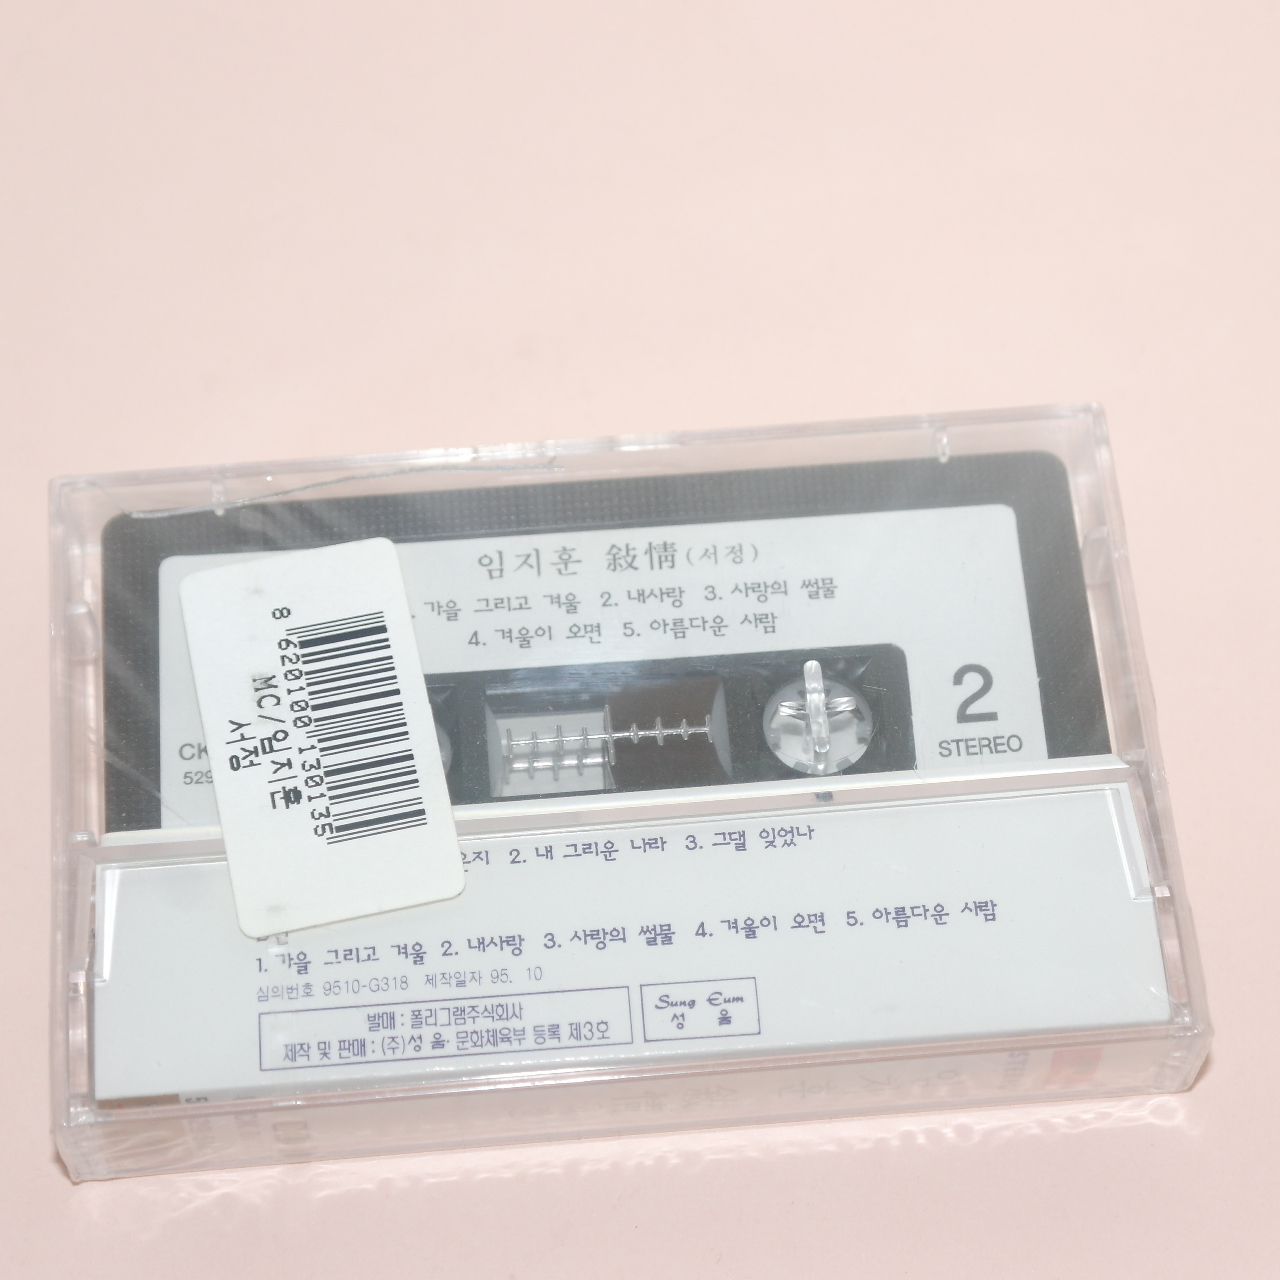 임지훈 敍情(서정)
가을 그리고 겨울 2. 내사랑 3. 사랑의 썰물
4. 겨울이 오면 5. 아름다운 사람
2
STEREO
CK
529
8 620100 130135
MC/임지훈
서정
2. 내 그리운 나라 3. 그댈 잊었나
1. 가을 그리고 겨울 2. 내사랑 3. 사랑의 썰물 4. 겨울이 오면 5. 아름다운 사람
심의번호 9510-G318 제작일자 95. 10
발매 : 폴리그램주식회사
제작 및 판매 : (주)성 음· 문화체육부 등록 제3호
Sung Eum
성 음